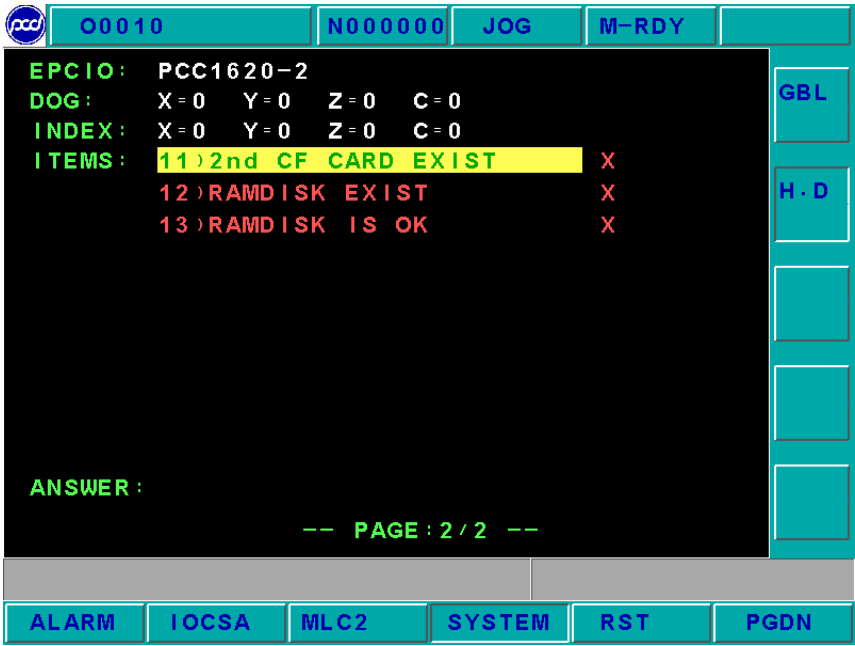 pcd O0010 N000000 JOG M-RDY
EPCIO: PCC1620-2
DOG: X=0 Y=0 Z=0 C=0
GBL
INDEX: X=0 Y=0 Z=0 C=0
ITEMS: 11)2nd CF CARD EXIST X
12)RAMDISK EXIST X
H.D
13)RAMDISK IS OK X
ANSWER:
-- PAGE:2/2 --
ALARM IOCSA MLC2 SYSTEM RST PGDN